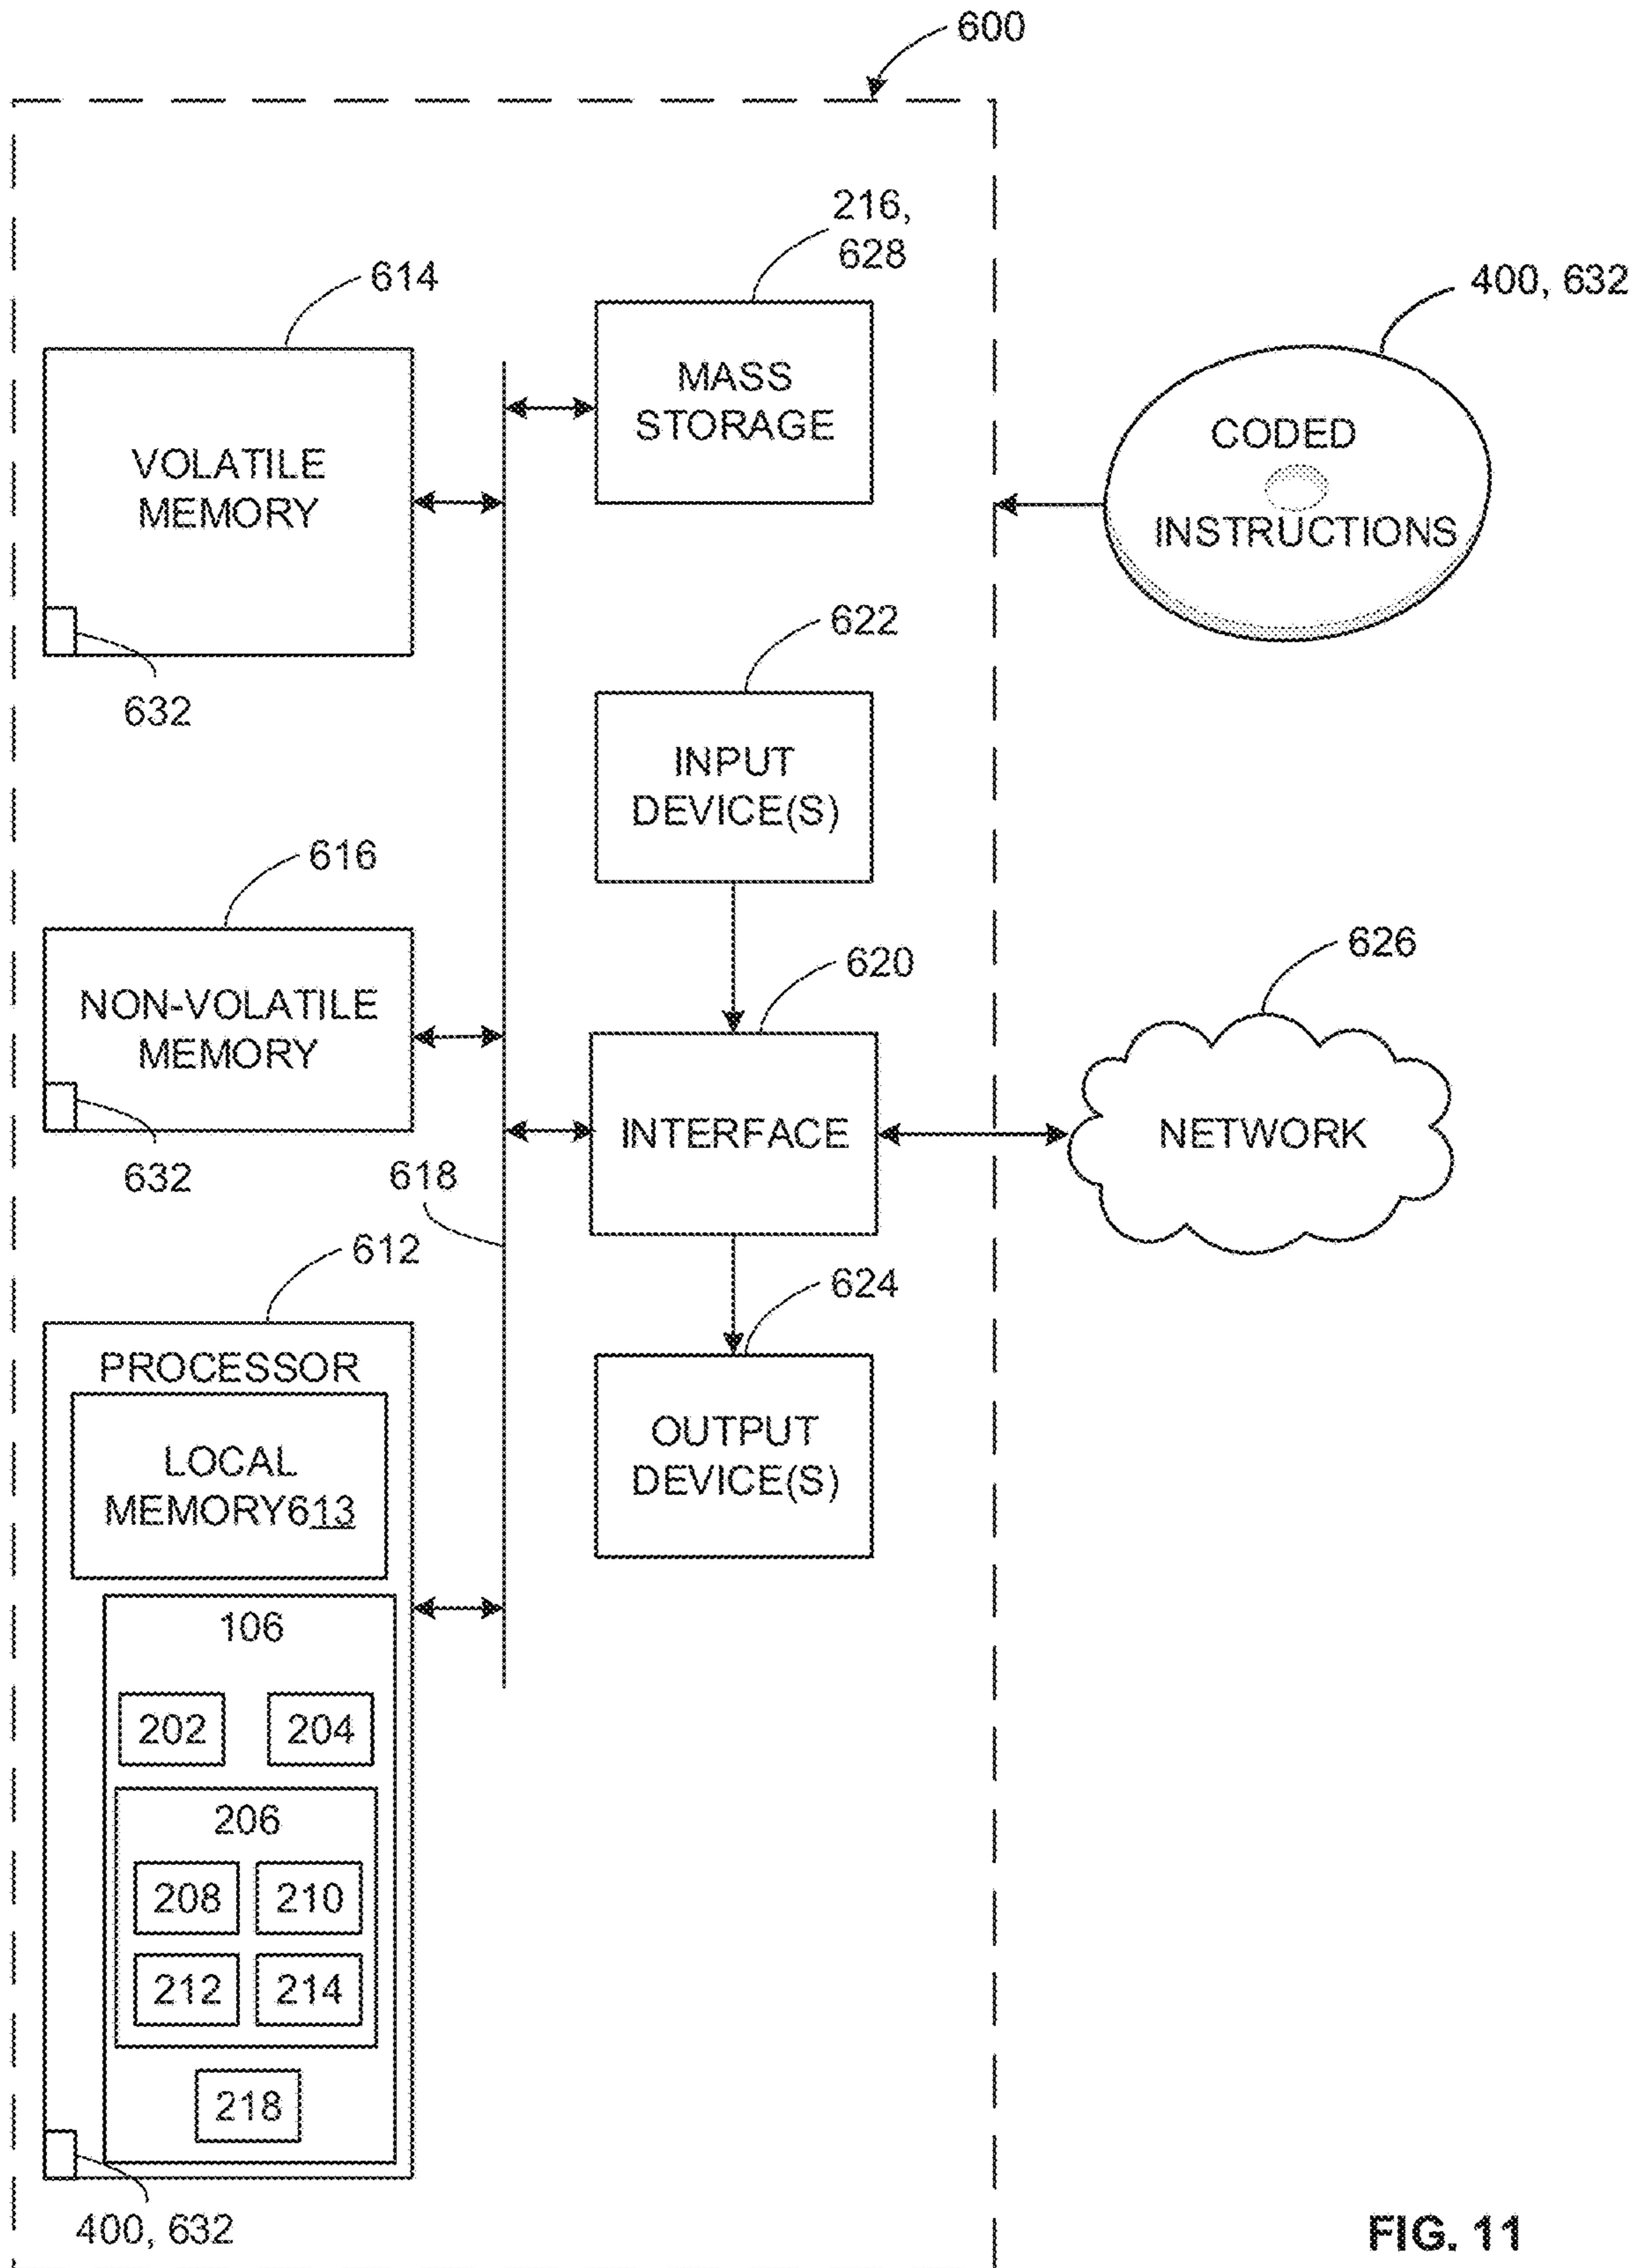 600
216,
628
614
400, 632
MASS
STORAGE
VOLATILE
MEMORY
CODED
INSTRUCTIONS
622
632
INPUT
DEVICE(S)
616
626
620
NON-VOLATILE
MEMORY
INTERFACE
NETWORK
632
618
612
624
PROCESSOR
LOCAL
MEMORY613
OUTPUT
DEVICE(S)
106
202
204
206
208
210
212
214
218
400, 632
FIG. 11